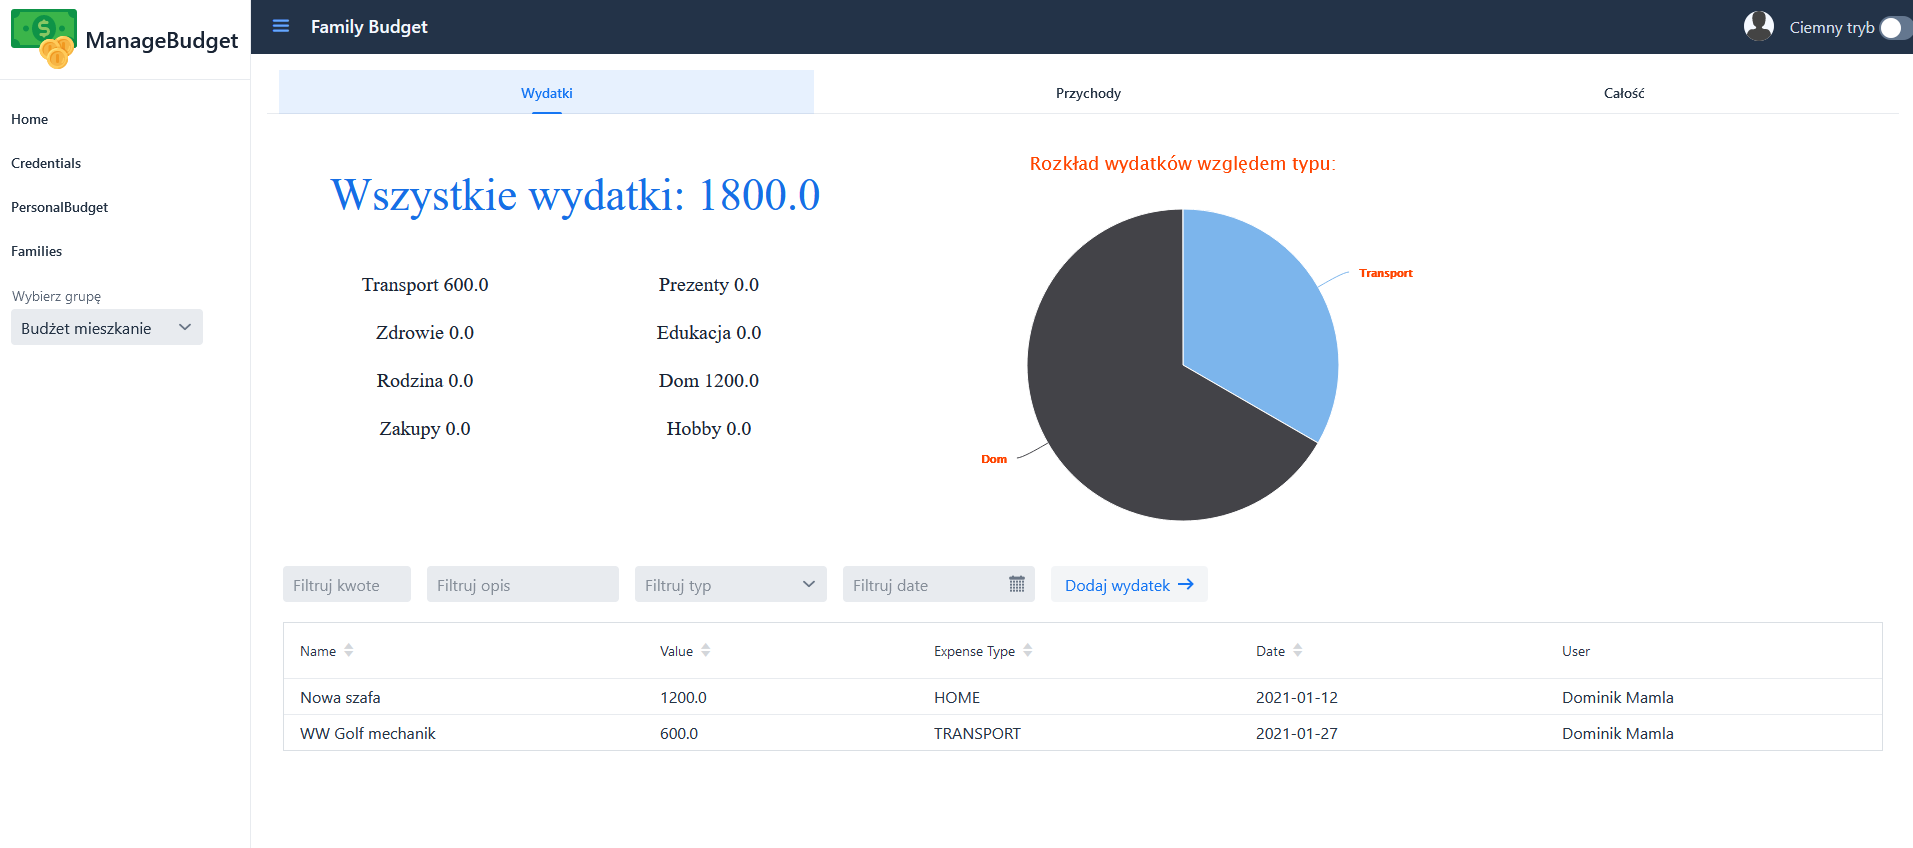 ManageBudget
Family Budget
Ciemny tryb
Home
Credentials
PersonalBudget
Families
Wybierz grupę
Budżet mieszkanie
Wydatki
Przychody
Całość
Wszystkie wydatki: 1800.0
Transport 600.0
Prezenty 0.0
Zdrowie 0.0
Edukacja 0.0
Rodzina 0.0
Dom 1200.0
Zakupy 0.0
Hobby 0.0
Rozkład wydatków względem typu:
Transport
Dom
Filtruj kwote
Filtruj opis
Filtruj typ
Filtruj date
Dodaj wydatek
Name Value Expense Type Date User
Nowa szafa 1200.0 HOME 2021-01-12 Dominik Mamla
WW Golf mechanik 600.0 TRANSPORT 2021-01-27 Dominik Mamla